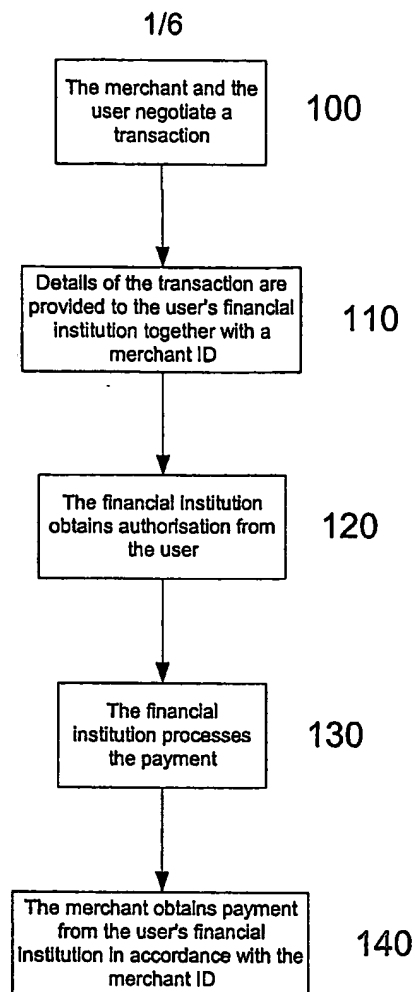 1/6
The merchant and the
user negotiate a
transaction
100
Details of the transaction are
provided to the user's financial
institution together with a
merchant ID
110
The financial institution
obtains authorisation from
the user
120
The financial
institution processes
the payment
130
The merchant obtains payment
from the user's financial
institution in accordance with the
merchant ID
140